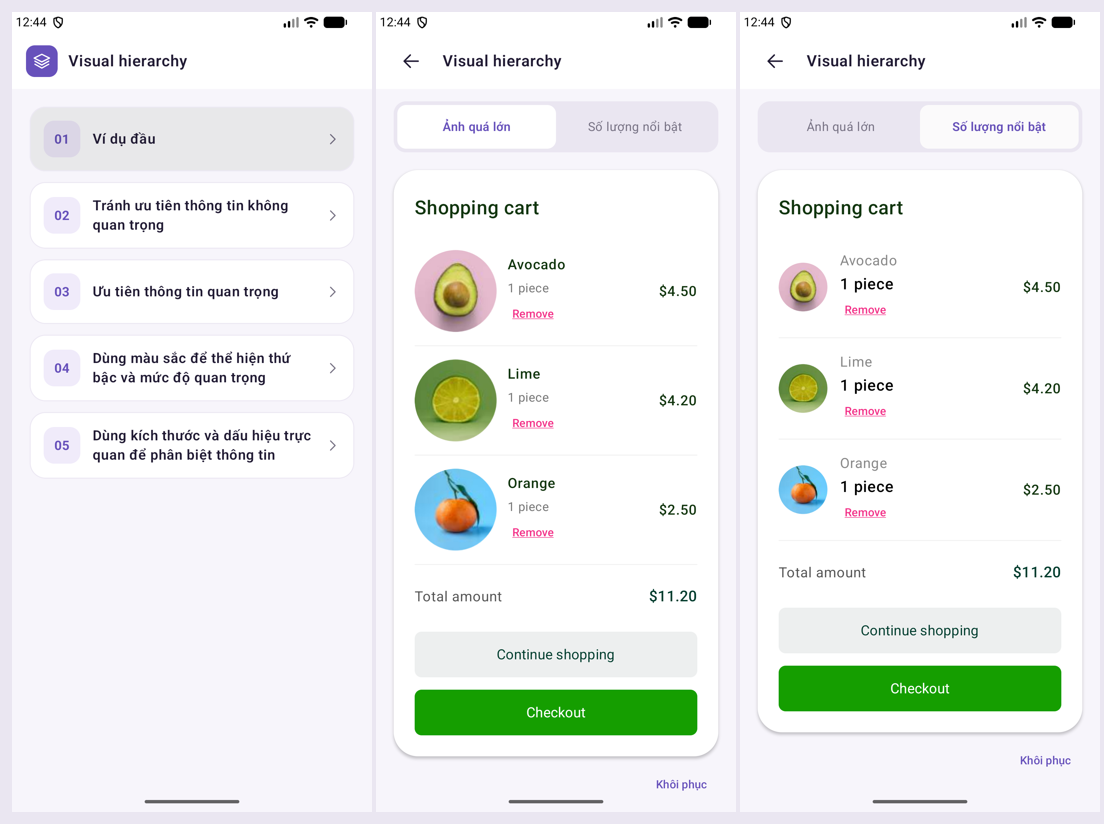 12:44
Visual hierarchy
01
Ví dụ đầu
02
Tránh ưu tiên thông tin không
quan trọng
03
Ưu tiên thông tin quan trọng
04
Dùng màu sắc để thể hiện thứ
bậc và mức độ quan trọng
05
Dùng kích thước và dấu hiệu trực
quan để phân biệt thông tin
12:44
Visual hierarchy
Ảnh quá lớn
Số lượng nổi bật
Shopping cart
Avocado
1 piece
Remove
$4.50
Lime
1 piece
Remove
$4.20
Orange
1 piece
Remove
$2.50
Total amount
$11.20
Continue shopping
Checkout
Khôi phục
12:44
Visual hierarchy
Ảnh quá lớn
Số lượng nổi bật
Shopping cart
Avocado
1 piece
Remove
$4.50
Lime
1 piece
Remove
$4.20
Orange
1 piece
Remove
$2.50
Total amount
$11.20
Continue shopping
Checkout
Khôi phục